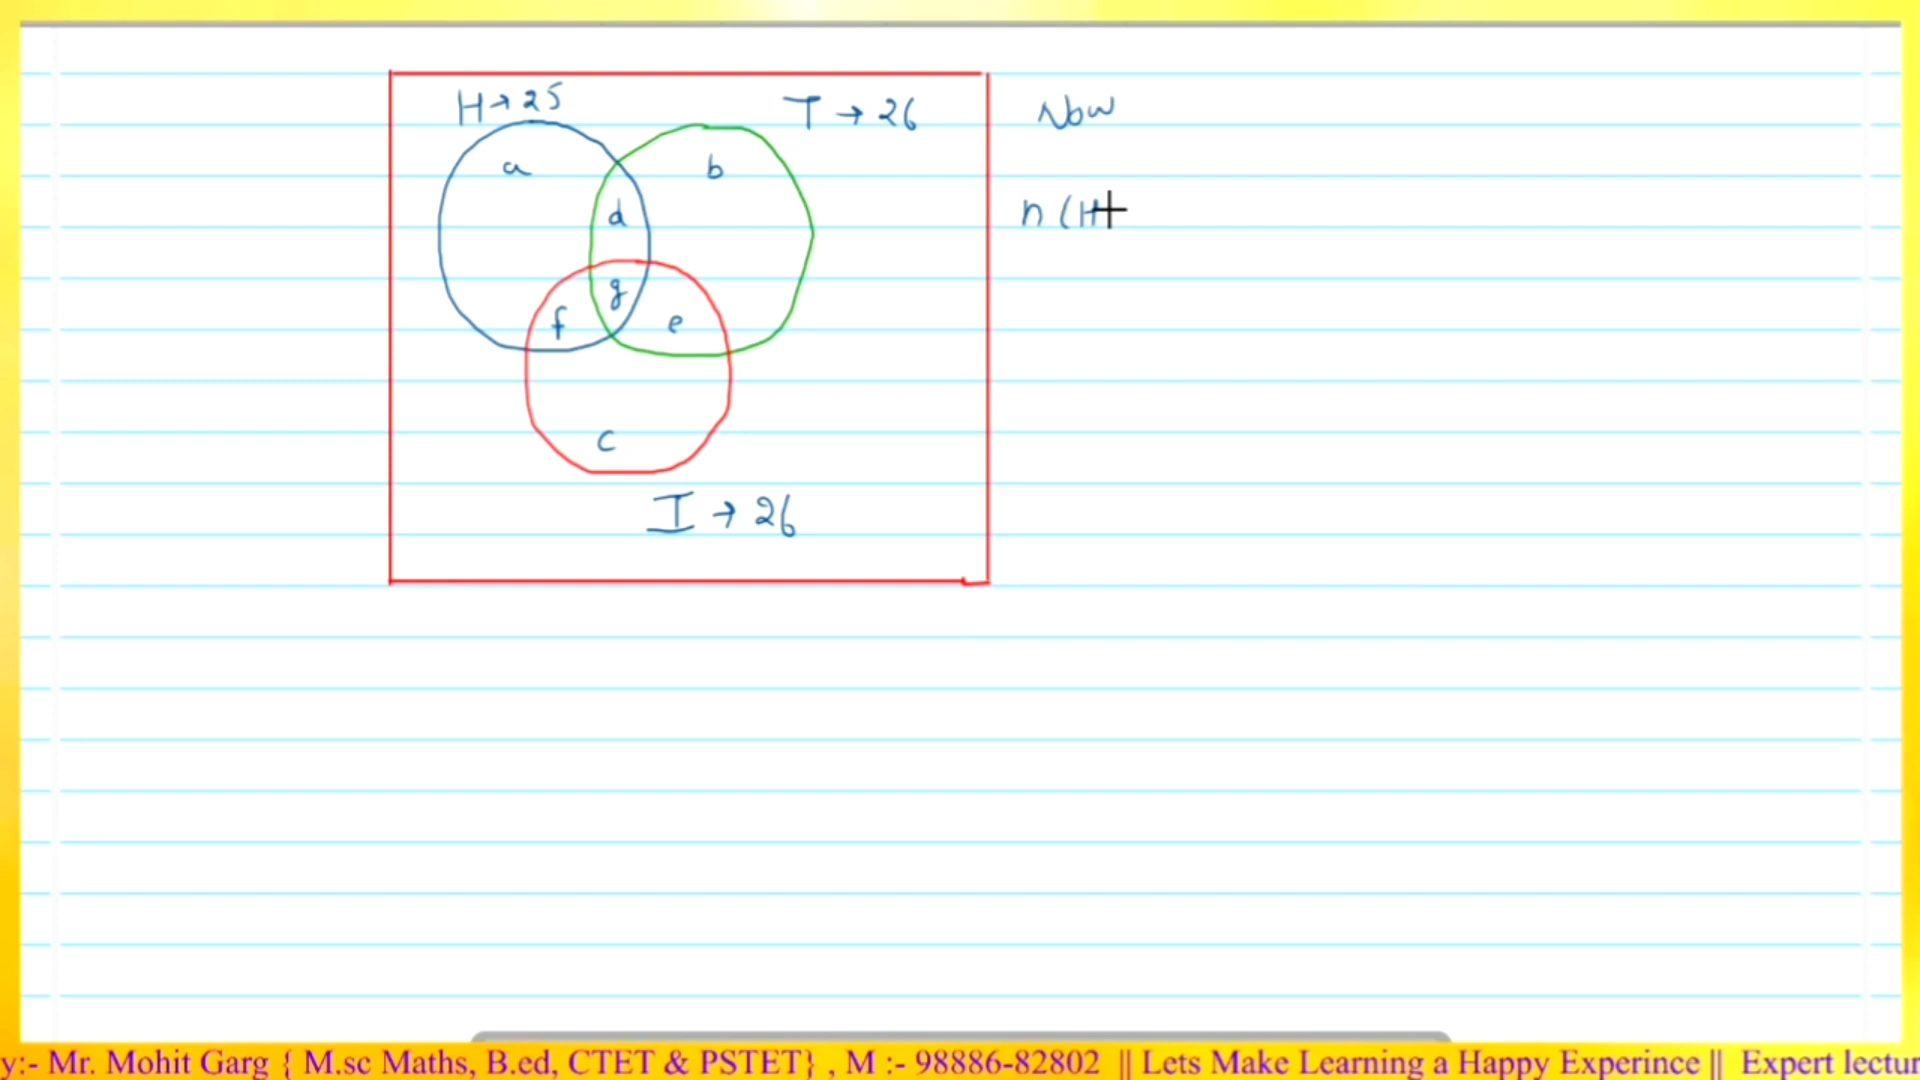 H → 25
T → 26
Now
a
b
d
n (H
g
f
e
c
I → 26
y:- Mr. Mohit Garg { M.sc Maths, B.ed, CTET & PSTET} , M :- 98886-82802 || Lets Make Learning a Happy Experince || Expert lectur